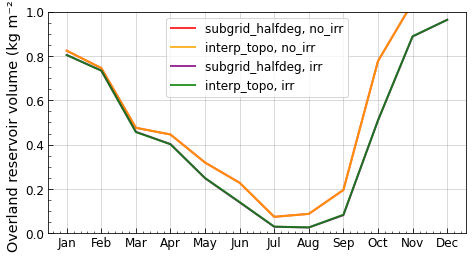 Overland reservoir volume (kg m⁻²
1.0
0.8
0.6
0.4
0.2
0.0
subgrid_halfdeg, no_irr
interp_topo, no_irr
subgrid_halfdeg, irr
interp_topo, irr
Jan Feb Mar Apr May Jun Jul Aug Sep Oct Nov Dec